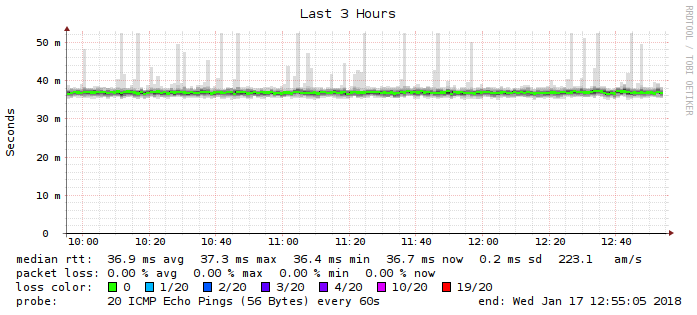 Last 3 Hours
RRDTOOL / TOBI OETIKER
Seconds
50 m
40 m
30 m
20 m
10 m
0
10:00 10:20 10:40 11:00 11:20 11:40 12:00 12:20 12:40
median rtt: 36.9 ms avg 37.3 ms max 36.4 ms min 36.7 ms now 0.2 ms sd 223.1 am/s
packet loss: 0.00 % avg 0.00 % max 0.00 % min 0.00 % now
loss color: 0 1/20 2/20 3/20 4/20 10/20 19/20
probe: 20 ICMP Echo Pings (56 Bytes) every 60s end: Wed Jan 17 12:55:05 2018